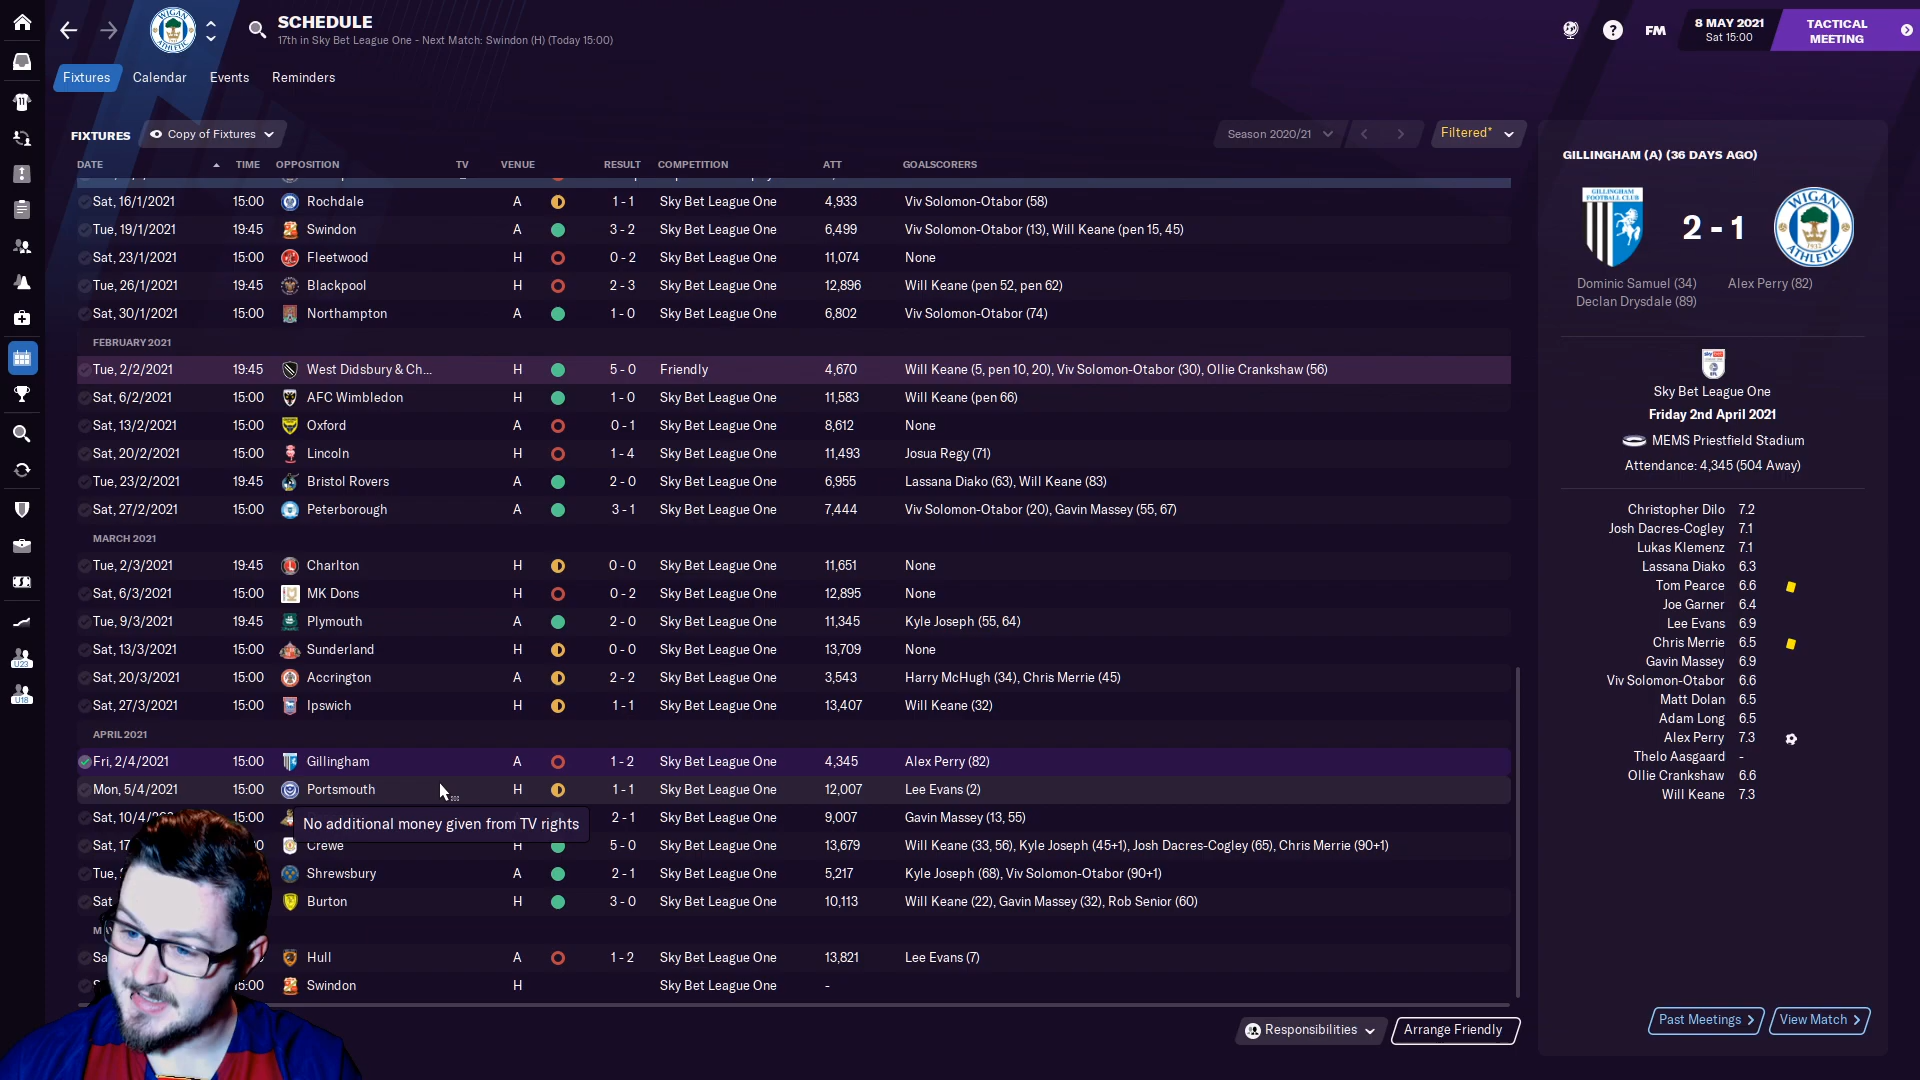 WIGAN
ATHLETIC
SCHEDULE
17th in Sky Bet League One - Next Match: Swindon (H) (Today 15:00)
FM
8 MAY 2021
Sat 15:00
TACTICAL MEETING
Fixtures Calendar Events Reminders
FIXTURES Copy of Fixtures Season 2020/21 Filtered*
DATE TIME OPPOSITION TV VENUE RESULT COMPETITION ATT GOALSCORERS
Sat, 16/1/2021 15:00 Rochdale A 1 - 1 Sky Bet League One 4,933 Viv Solomon-Otabor (58)
Tue, 19/1/2021 19:45 Swindon A 3 - 2 Sky Bet League One 6,499 Viv Solomon-Otabor (13), Will Keane (pen 15, 45)
Sat, 23/1/2021 15:00 Fleetwood H 0 - 2 Sky Bet League One 11,074 None
Tue, 26/1/2021 19:45 Blackpool H 2 - 3 Sky Bet League One 12,896 Will Keane (pen 52, pen 62)
Sat, 30/1/2021 15:00 Northampton A 1 - 0 Sky Bet League One 6,802 Viv Solomon-Otabor (74)
FEBRUARY 2021
Tue, 2/2/2021 19:45 West Didsbury & Ch... H 5 - 0 Friendly 4,670 Will Keane (5, pen 10, 20), Viv Solomon-Otabor (30), Ollie Crankshaw (56)
Sat, 6/2/2021 15:00 AFC Wimbledon H 1 - 0 Sky Bet League One 11,583 Will Keane (pen 66)
Sat, 13/2/2021 15:00 Oxford A 0 - 1 Sky Bet League One 8,612 None
Sat, 20/2/2021 15:00 Lincoln H 1 - 4 Sky Bet League One 11,493 Josua Regy (71)
Tue, 23/2/2021 19:45 Bristol Rovers A 2 - 0 Sky Bet League One 6,955 Lassana Diako (63), Will Keane (83)
Sat, 27/2/2021 15:00 Peterborough A 3 - 1 Sky Bet League One 7,444 Viv Solomon-Otabor (20), Gavin Massey (55, 67)
MARCH 2021
Tue, 2/3/2021 19:45 Charlton H 0 - 0 Sky Bet League One 11,651 None
Sat, 6/3/2021 15:00 MK Dons H 0 - 2 Sky Bet League One 12,895 None
Tue, 9/3/2021 19:45 Plymouth A 2 - 0 Sky Bet League One 11,345 Kyle Joseph (55, 64)
Sat, 13/3/2021 15:00 Sunderland H 0 - 0 Sky Bet League One 13,709 None
Sat, 20/3/2021 15:00 Accrington A 2 - 2 Sky Bet League One 3,543 Harry McHugh (34), Chris Merrie (45)
Sat, 27/3/2021 15:00 Ipswich H 1 - 1 Sky Bet League One 13,407 Will Keane (32)
APRIL 2021
Fri, 2/4/2021 15:00 Gillingham A 1 - 2 Sky Bet League One 4,345 Alex Perry (82)
Mon, 5/4/2021 15:00 Portsmouth H 1 - 1 Sky Bet League One 12,007 Lee Evans (2)
Sat, 10/4/ 15:00 2 - 1 Sky Bet League One 9,007 Gavin Massey (13, 55)
No additional money given from TV rights
Sat, 17 Crewe H 5 - 0 Sky Bet League One 13,679 Will Keane (33, 56), Kyle Joseph (45+1), Josh Dacres-Cogley (65), Chris Merrie (90+1)
Tue, Shrewsbury A 2 - 1 Sky Bet League One 5,217 Kyle Joseph (68), Viv Solomon-Otabor (90+1)
Sat Burton H 3 - 0 Sky Bet League One 10,113 Will Keane (22), Gavin Massey (32), Rob Senior (60)
MA
Sa Hull A 1 - 2 Sky Bet League One 13,821 Lee Evans (7)
15:00 Swindon H Sky Bet League One -
Responsibilities Arrange Friendly
U23
U18
GILLINGHAM (A) (36 DAYS AGO)
GILLINGHAM
FOOTBALL CLUB
2 - 1
WIGAN
1932
ATHLETIC
Dominic Samuel (34) Alex Perry (82)
Declan Drysdale (89)
Sky Bet League One
Friday 2nd April 2021
MEMS Priestfield Stadium
Attendance: 4,345 (504 Away)
Christopher Dilo 7.2
Josh Dacres-Cogley 7.1
Lukas Klemenz 7.1
Lassana Diako 6.3
Tom Pearce 6.6
Joe Garner 6.4
Lee Evans 6.9
Chris Merrie 6.5
Gavin Massey 6.9
Viv Solomon-Otabor 6.6
Matt Dolan 6.5
Adam Long 6.5
Alex Perry 7.3
Thelo Aasgaard -
Ollie Crankshaw 6.6
Will Keane 7.3
Past Meetings View Match